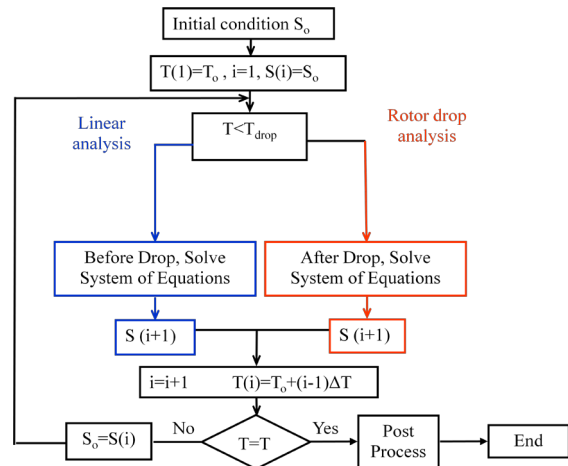 Initial condition Sₒ
T(1)=Tₒ , i=1, S(i)=Sₒ
Linear
analysis
T<T_drop
Rotor drop
analysis
Before Drop, Solve
System of Equations
After Drop, Solve
System of Equations
S (i+1)
S (i+1)
i=i+1 T(i)=Tₒ+(i-1)ΔT
Sₒ=S(i)
No
T=T
Yes
Post
Process
End